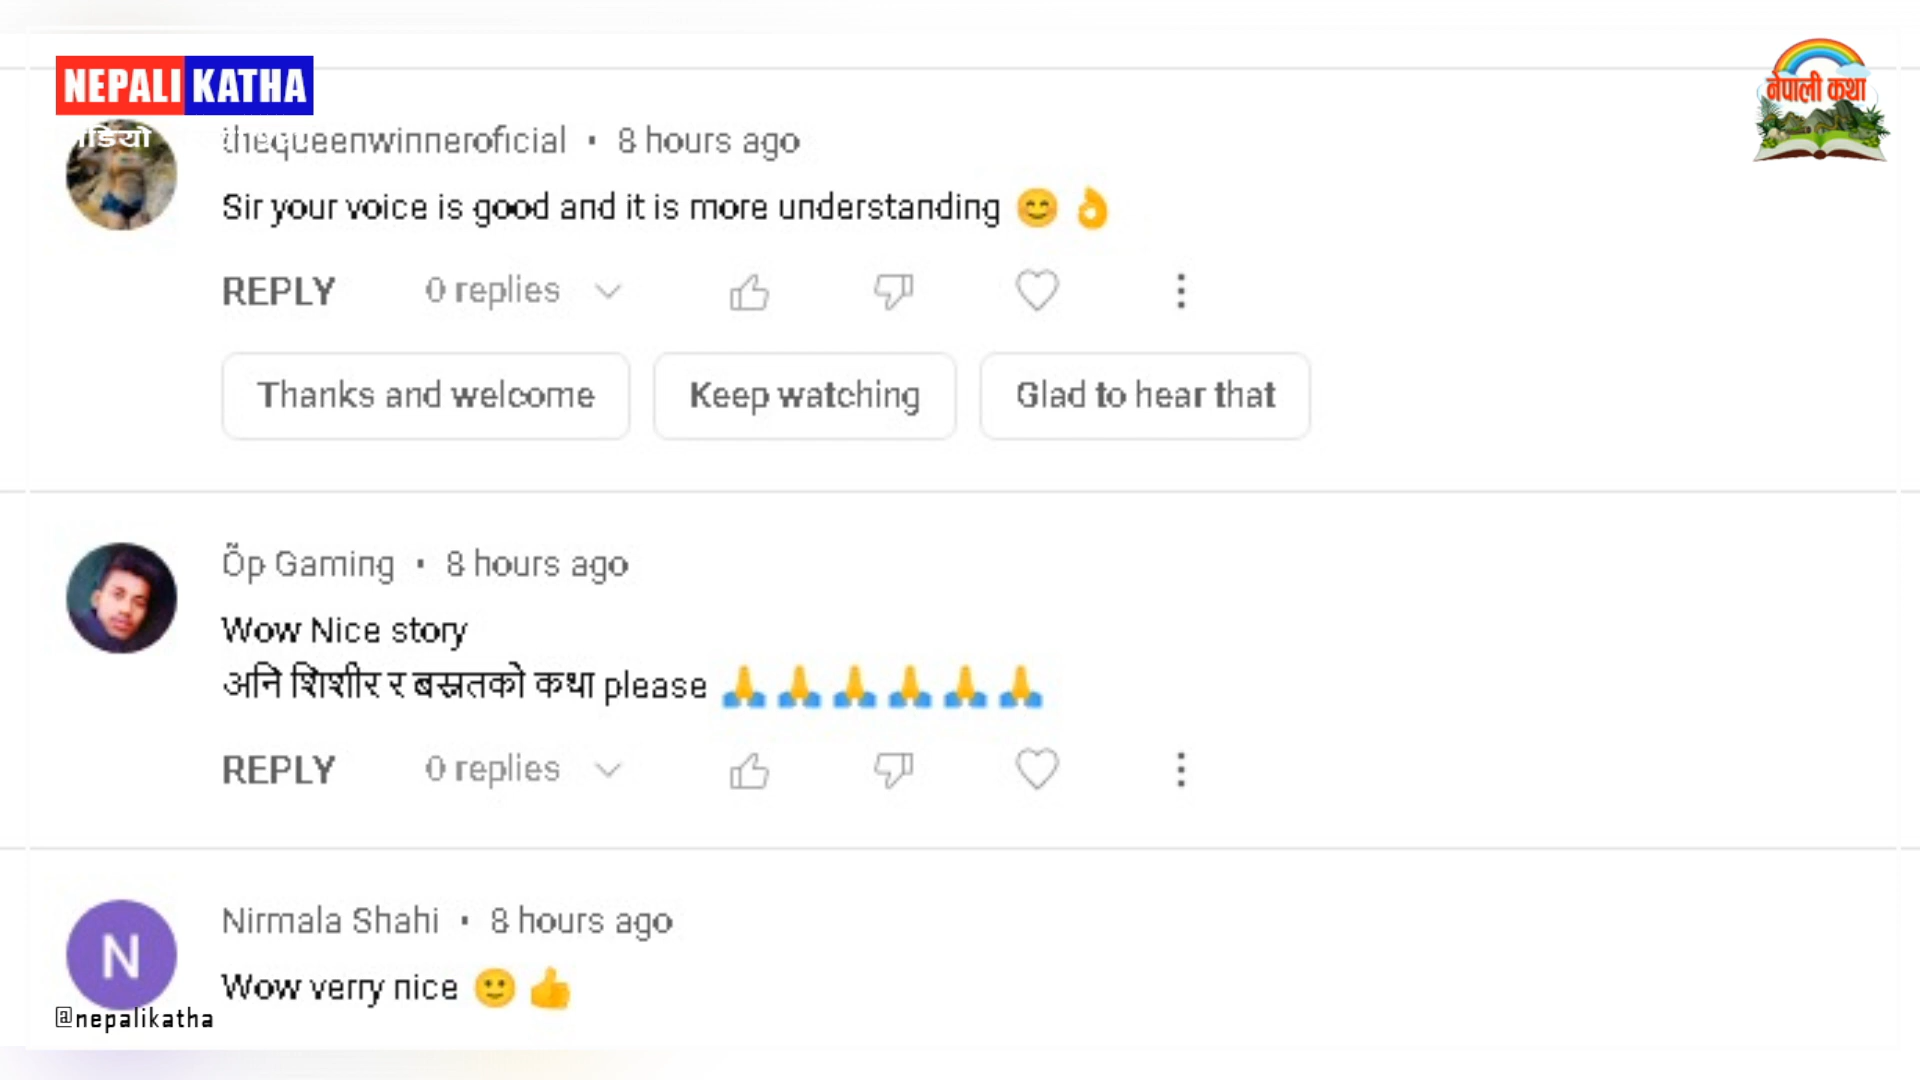 NEPALI KATHA
नेपाली कथा
thequeenwinneroficial • 8 hours ago
Sir your voice is good and it is more understanding 😊 👌
REPLY 0 replies
Thanks and welcome Keep watching Glad to hear that
Õp Gaming • 8 hours ago
Wow Nice story
अनि शिशीर र बस्नतको कथा please 🙏 🙏 🙏 🙏 🙏 🙏
REPLY 0 replies
N
Nirmala Shahi • 8 hours ago
Wow verry nice 🙂 👍
@nepalikatha